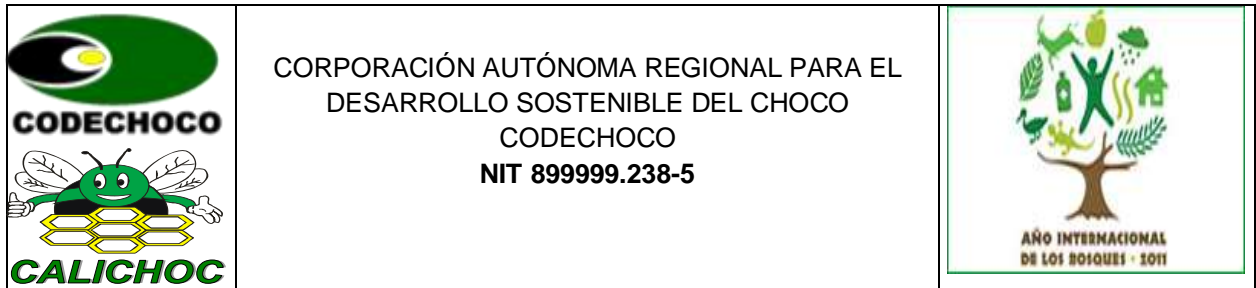 CODECHOCO
CALICHOC
CORPORACIÓN AUTÓNOMA REGIONAL PARA EL
DESARROLLO SOSTENIBLE DEL CHOCO
CODECHOCO
NIT 899999.238-5
AÑO INTERNACIONAL
DE LOS BOSQUES · 2011